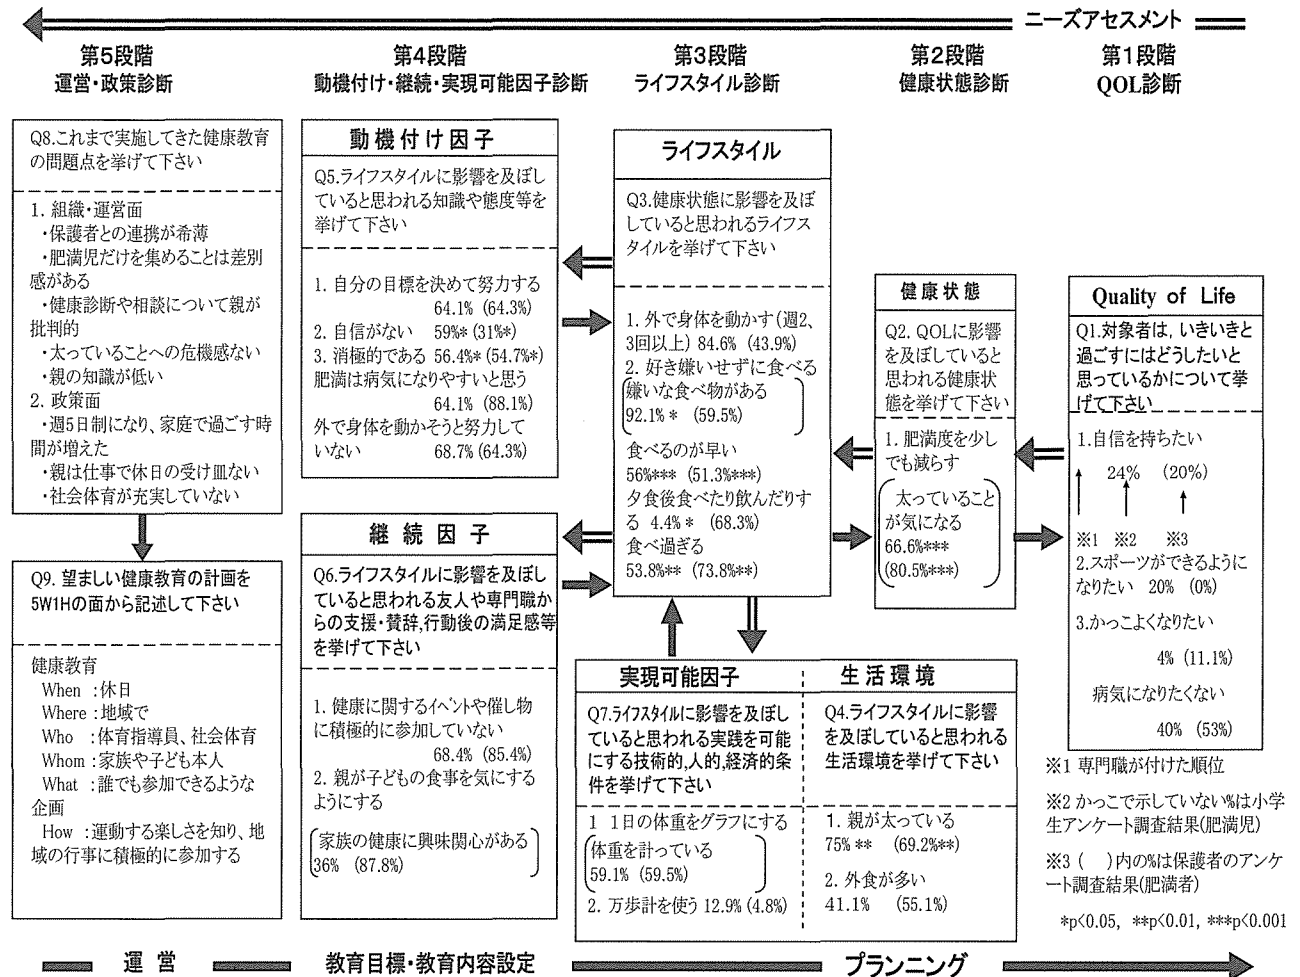 ニーズアセスメント
第5段階
運営・政策診断
第4段階
動機付け・継続・実現可能因子診断
第3段階
ライフスタイル診断
第2段階
健康状態診断
第1段階
QOL診断
Q8.これまで実施してきた健康教育
の問題点を挙げて下さい
1. 組織・運営面
・保護者との連携が希薄
・肥満児だけを集めることは差別
感がある
・健康診断や相談について親が
批判的
・太っていることへの危機感ない
・親の知識が低い
2. 政策面
・週5日制になり、家庭で過ごす時
間が増えた
・親は仕事で休日の受け皿ない
・社会体育が充実していない
Q9. 望ましい健康教育の計画を
5W1Hの面から記述して下さい
健康教育
When :休日
Where :地域で
Who :体育指導員、社会体育
Whom :家族や子ども本人
What :誰でも参加できるような
企画
How :運動する楽しさを知り、地
域の行事に積極的に参加する
動機付け因子
Q5.ライフスタイルに影響を及ぼし
ていると思われる知識や態度等を
挙げて下さい
1. 自分の目標を決めて努力する
64.1% (64.3%)
2. 自信がない 59%* (31%*)
3. 消極的である 56.4%* (54.7%*)
肥満は病気になりやすいと思う
64.1% (88.1%)
外で身体を動かそうと努力して
いない 68.7% (64.3%)
継続因子
Q6.ライフスタイルに影響を及ぼし
ていると思われる友人や専門職か
らの支援・賛辞,行動後の満足感等
を挙げて下さい
1. 健康に関するイベントや催し物
に積極的に参加していない
68.4% (85.4%)
2. 親が子どもの食事を気にする
ようにする
家族の健康に興味関心がある
36% (87.8%)
ライフスタイル
Q3.健康状態に影響を及ぼ
していると思われるライフス
タイルを挙げて下さい
1. 外で身体を動かす(週2、
3回以上) 84.6% (43.9%)
2. 好き嫌いせずに食べる
嫌いな食べ物がある
92.1% * (59.5%)
食べるのが早い
56%*** (51.3%***)
夕食後食べたり飲んだりす
る 4.4% * (68.3%)
食べ過ぎる
53.8%** (73.8%**)
実現可能因子
Q7.ライフスタイルに影響を及ぼし
ていると思われる実践を可能
にする技術的,人的,経済的条
件を挙げて下さい
1 1日の体重をグラフにする
体重を計っている
59.1% (59.5%)
2. 万歩計を使う 12.9% (4.8%)
生活環境
Q4.ライフスタイルに影響
を及ぼしていると思われる
生活環境を挙げて下さい
1. 親が太っている
75% ** (69.2%**)
2. 外食が多い
41.1% (55.1%)
健康状態
Q2. QOLに影響
を及ぼしていると
思われる健康状
態を挙げて下さい
1. 肥満度を少し
でも減らす
太っていること
が気になる
66.6%***
(80.5%***)
Quality of Life
Q1.対象者は、いきいきと
過ごすにはどうしたいと
思っているかについて挙
げて下さい
1.自信を持ちたい
24% (20%)
※1 ※2 ※3
2.スポーツができるように
なりたい 20% (0%)
3.かっこよくなりたい
4% (11.1%)
病気になりたくない
40% (53%)
※1 専門職が付けた順位
※2 かっこで示していない%は小学
生アンケート調査結果(肥満児)
※3 ( )内の%は保護者のアンケ
ート調査結果(肥満者)
*p<0.05, **p<0.01, ***p<0.001
運営
教育目標・教育内容設定
プランニング